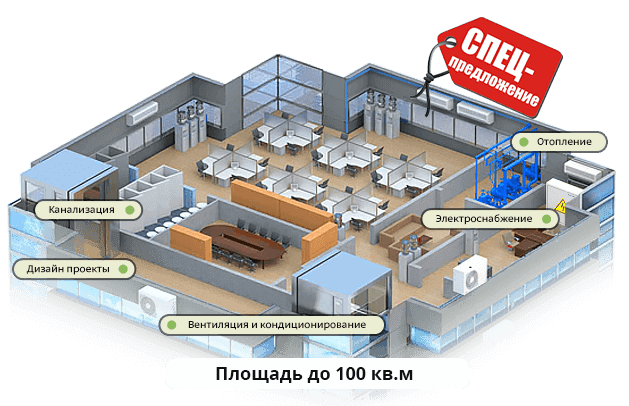 СПЕЦ-
предложение
Отопление
Канализация
Электроснабжение
Дизайн проекты
Вентиляция и кондиционирование
Площадь до 100 кв.м